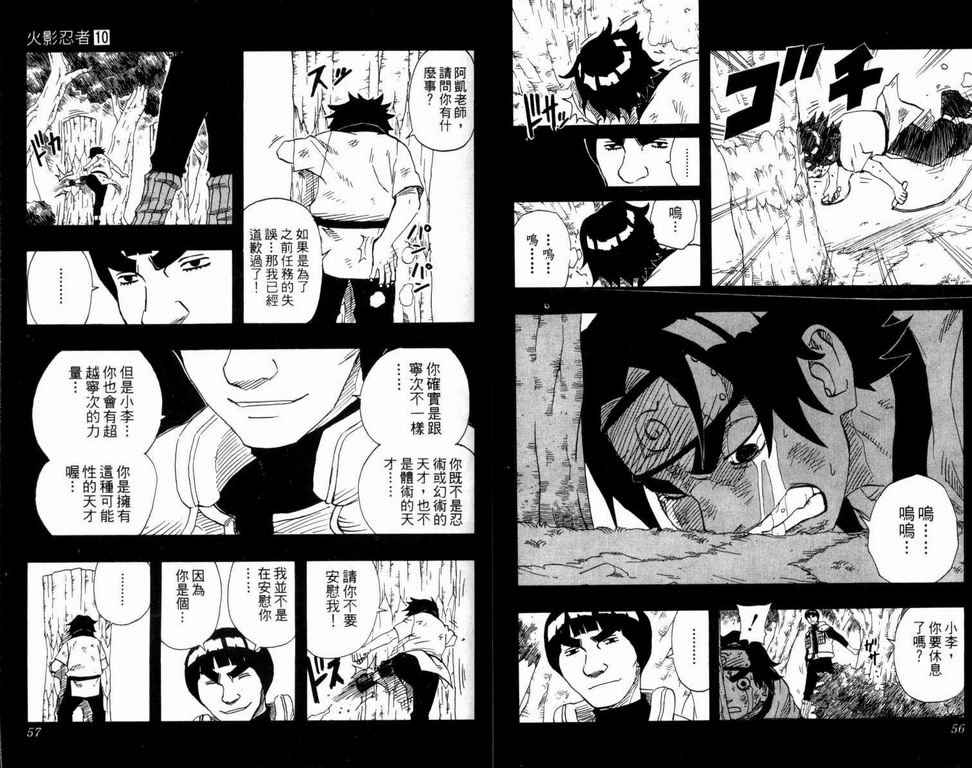 ゴチ
ドサッ
……
嗚…
…嗚
嗚…
嗚……
嗚嗚…
小李，
你要休息
了嗎？
ザザ
！
……
56
火影忍者 10
阿凱老師，
請問你有什
麼事？
スッ
パンパン
如果是為了
之前任務的失
誤…那我已經
道歉過了！
ドカッ
……
你確實是跟
寧次不一樣
……
你既不是忍
術或幻術的
天才，也不
是體術的天
才……
但是小李…
你也會有超
越寧次的力
量…
你是擁有
這種可能
性的天才
喔…
請你不要
安慰我！
ドスッ
我並不是
在安慰你
因為
你是個…
……
57